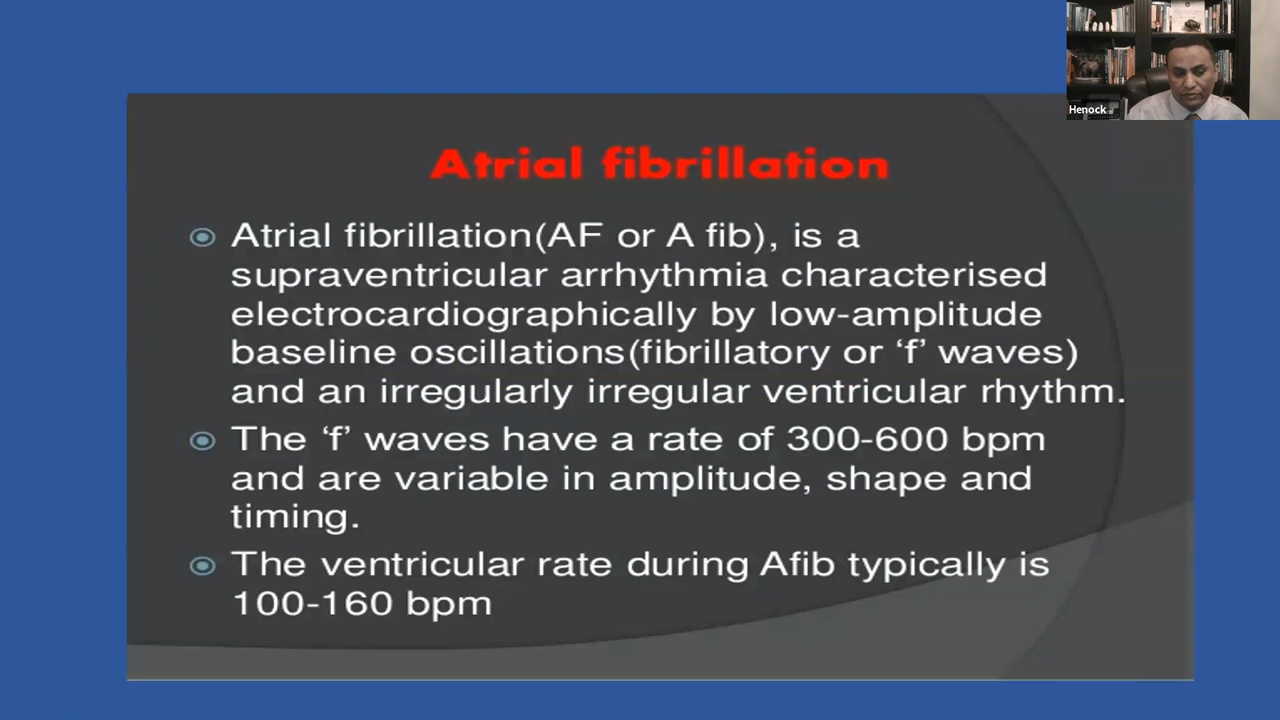 Henock
Atrial fibrillation
Atrial fibrillation(AF or A fib), is a
supraventricular arrhythmia characterised
electrocardiographically by low-amplitude
baseline oscillations(fibrillatory or ‘f’ waves)
and an irregularly irregular ventricular rhythm.
The ‘f’ waves have a rate of 300-600 bpm
and are variable in amplitude, shape and
timing.
The ventricular rate during Afib typically is
100-160 bpm